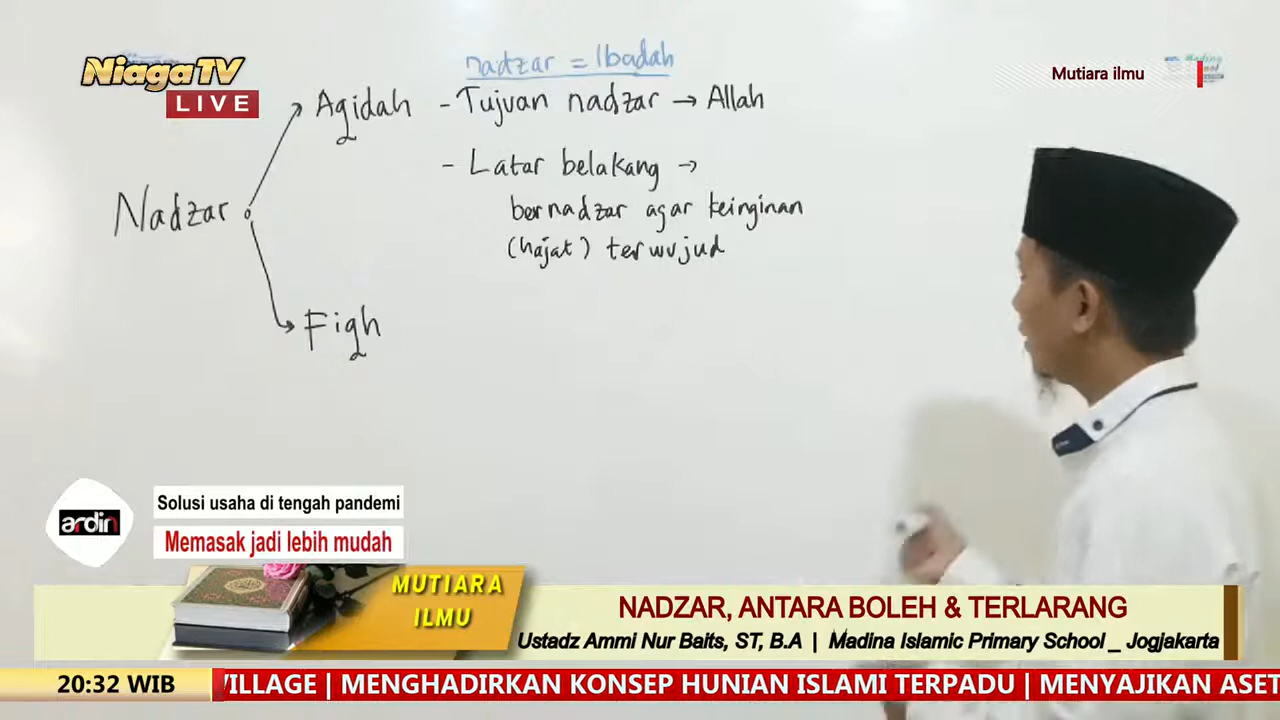 nadzar = Ibadah
NiagaTV
LIVE
Mutiara ilmu
Aqidah - Tujuan nadzar → Allah
- Latar belakang →
bernadzar agar keinginan
(hajat) terwujud
Nadzar
Fiqh
ardin
Solusi usaha di tengah pandemi
Memasak jadi lebih mudah
MUTIARA
ILMU
NADZAR, ANTARA BOLEH & TERLARANG
Ustadz Ammi Nur Baits, ST, B.A | Madina Islamic Primary School _ Jogjakarta
20:32 WIB
VILLAGE | MENGHADIRKAN KONSEP HUNIAN ISLAMI TERPADU | MENYAJIKAN ASET